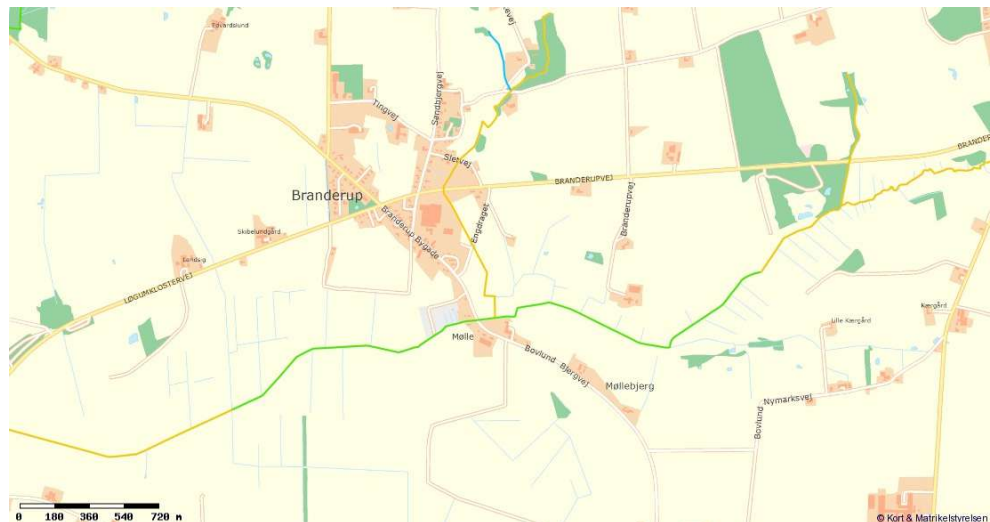 Edvardslund
Tingvej
Sandbjergvej
Sletvej
BRANDERUPVEJ
Branderup
Branderup Bygade
Engdraget
Branderupvej
Skibelundgård
LØGUMKLOSTERVEJ
Mølle
Bovlund Bjergvej
Møllebjerg
Lille Kærgård
Kærgård
Nymarksvej
Bovlund
0 180 360 540 720 M
© Kort & Matrikelstyrelsen